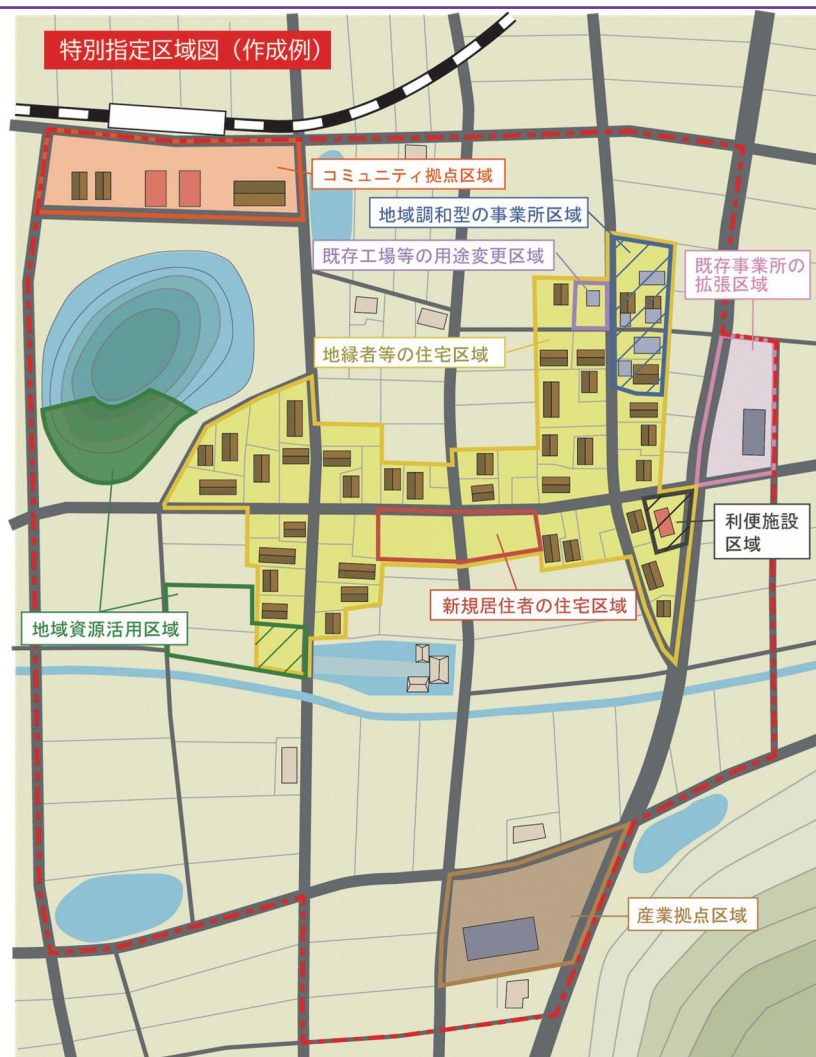 特別指定区域図（作成例）
コミュニティ拠点区域
地域調和型の事業所区域
既存工場等の用途変更区域
既存事業所の
拡張区域
地縁者等の住宅区域
利便施設
区域
新規居住者の住宅区域
地域資源活用区域
産業拠点区域